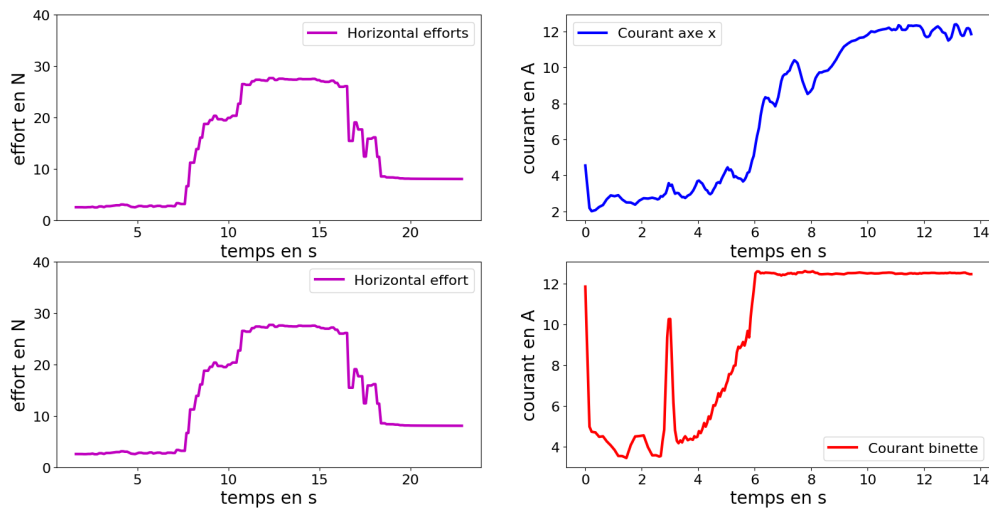 40
30
20
10
0
effort en N
Horizontal efforts
5 10 15 20
temps en s
12
10
8
6
4
2
courant en A
Courant axe x
0 2 4 6 8 10 12 14
temps en s
40
30
20
10
0
effort en N
Horizontal effort
5 10 15 20
temps en s
12
10
8
6
4
courant en A
Courant binette
0 2 4 6 8 10 12 14
temps en s